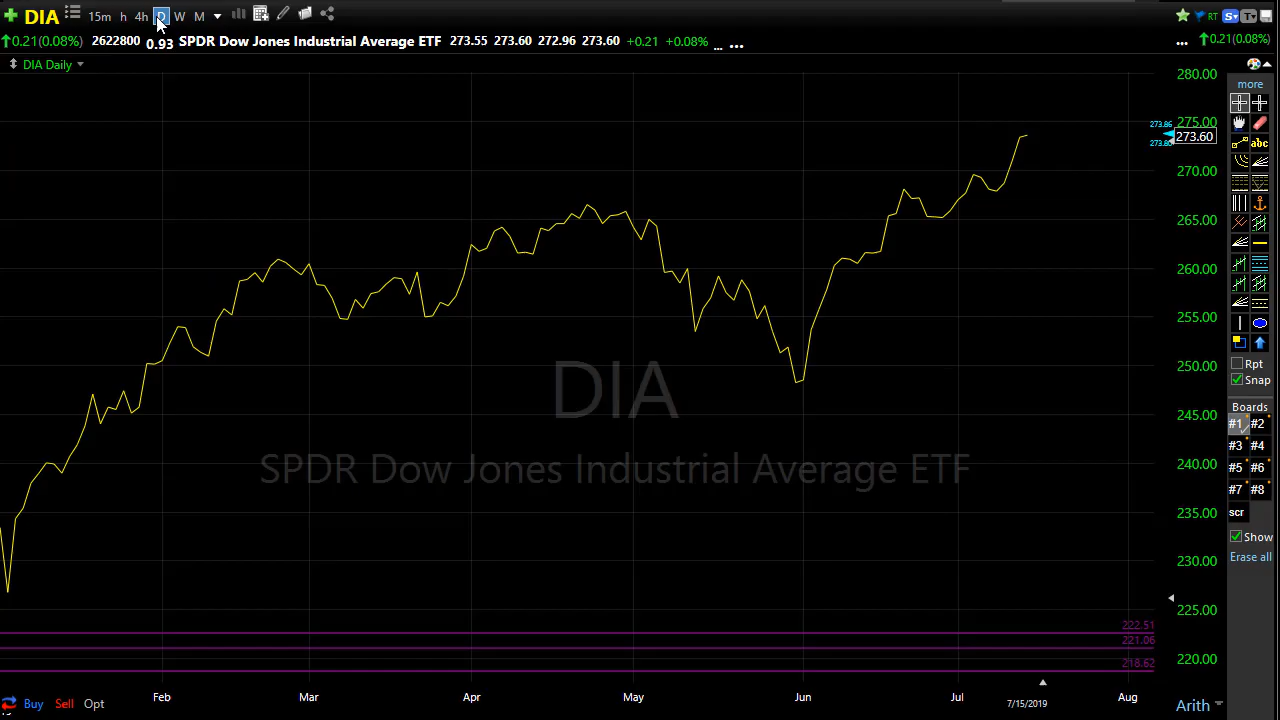 DIA 15m h 4h D W M RT S T
0.21(0.08%) 2622800 0.93 SPDR Dow Jones Industrial Average ETF 273.55 273.60 272.96 273.60 +0.21 +0.08% ... ... ... 0.21(0.08%)
DIA Daily
280.00
more
273.86
275.00
273.60
abc
270.00
265.00
260.00
255.00
250.00
Rpt
Snap
DIA
Boards
245.00
#1 #2
#3 #4
SPDR Dow Jones Industrial Average ETF
240.00
#5 #6
#7 #8
235.00
scr
Show
230.00
Erase all
225.00
222.51
221.06
220.00
218.62
Feb Mar Apr May Jun Jul Aug
Buy Sell Opt 7/15/2019 Arith